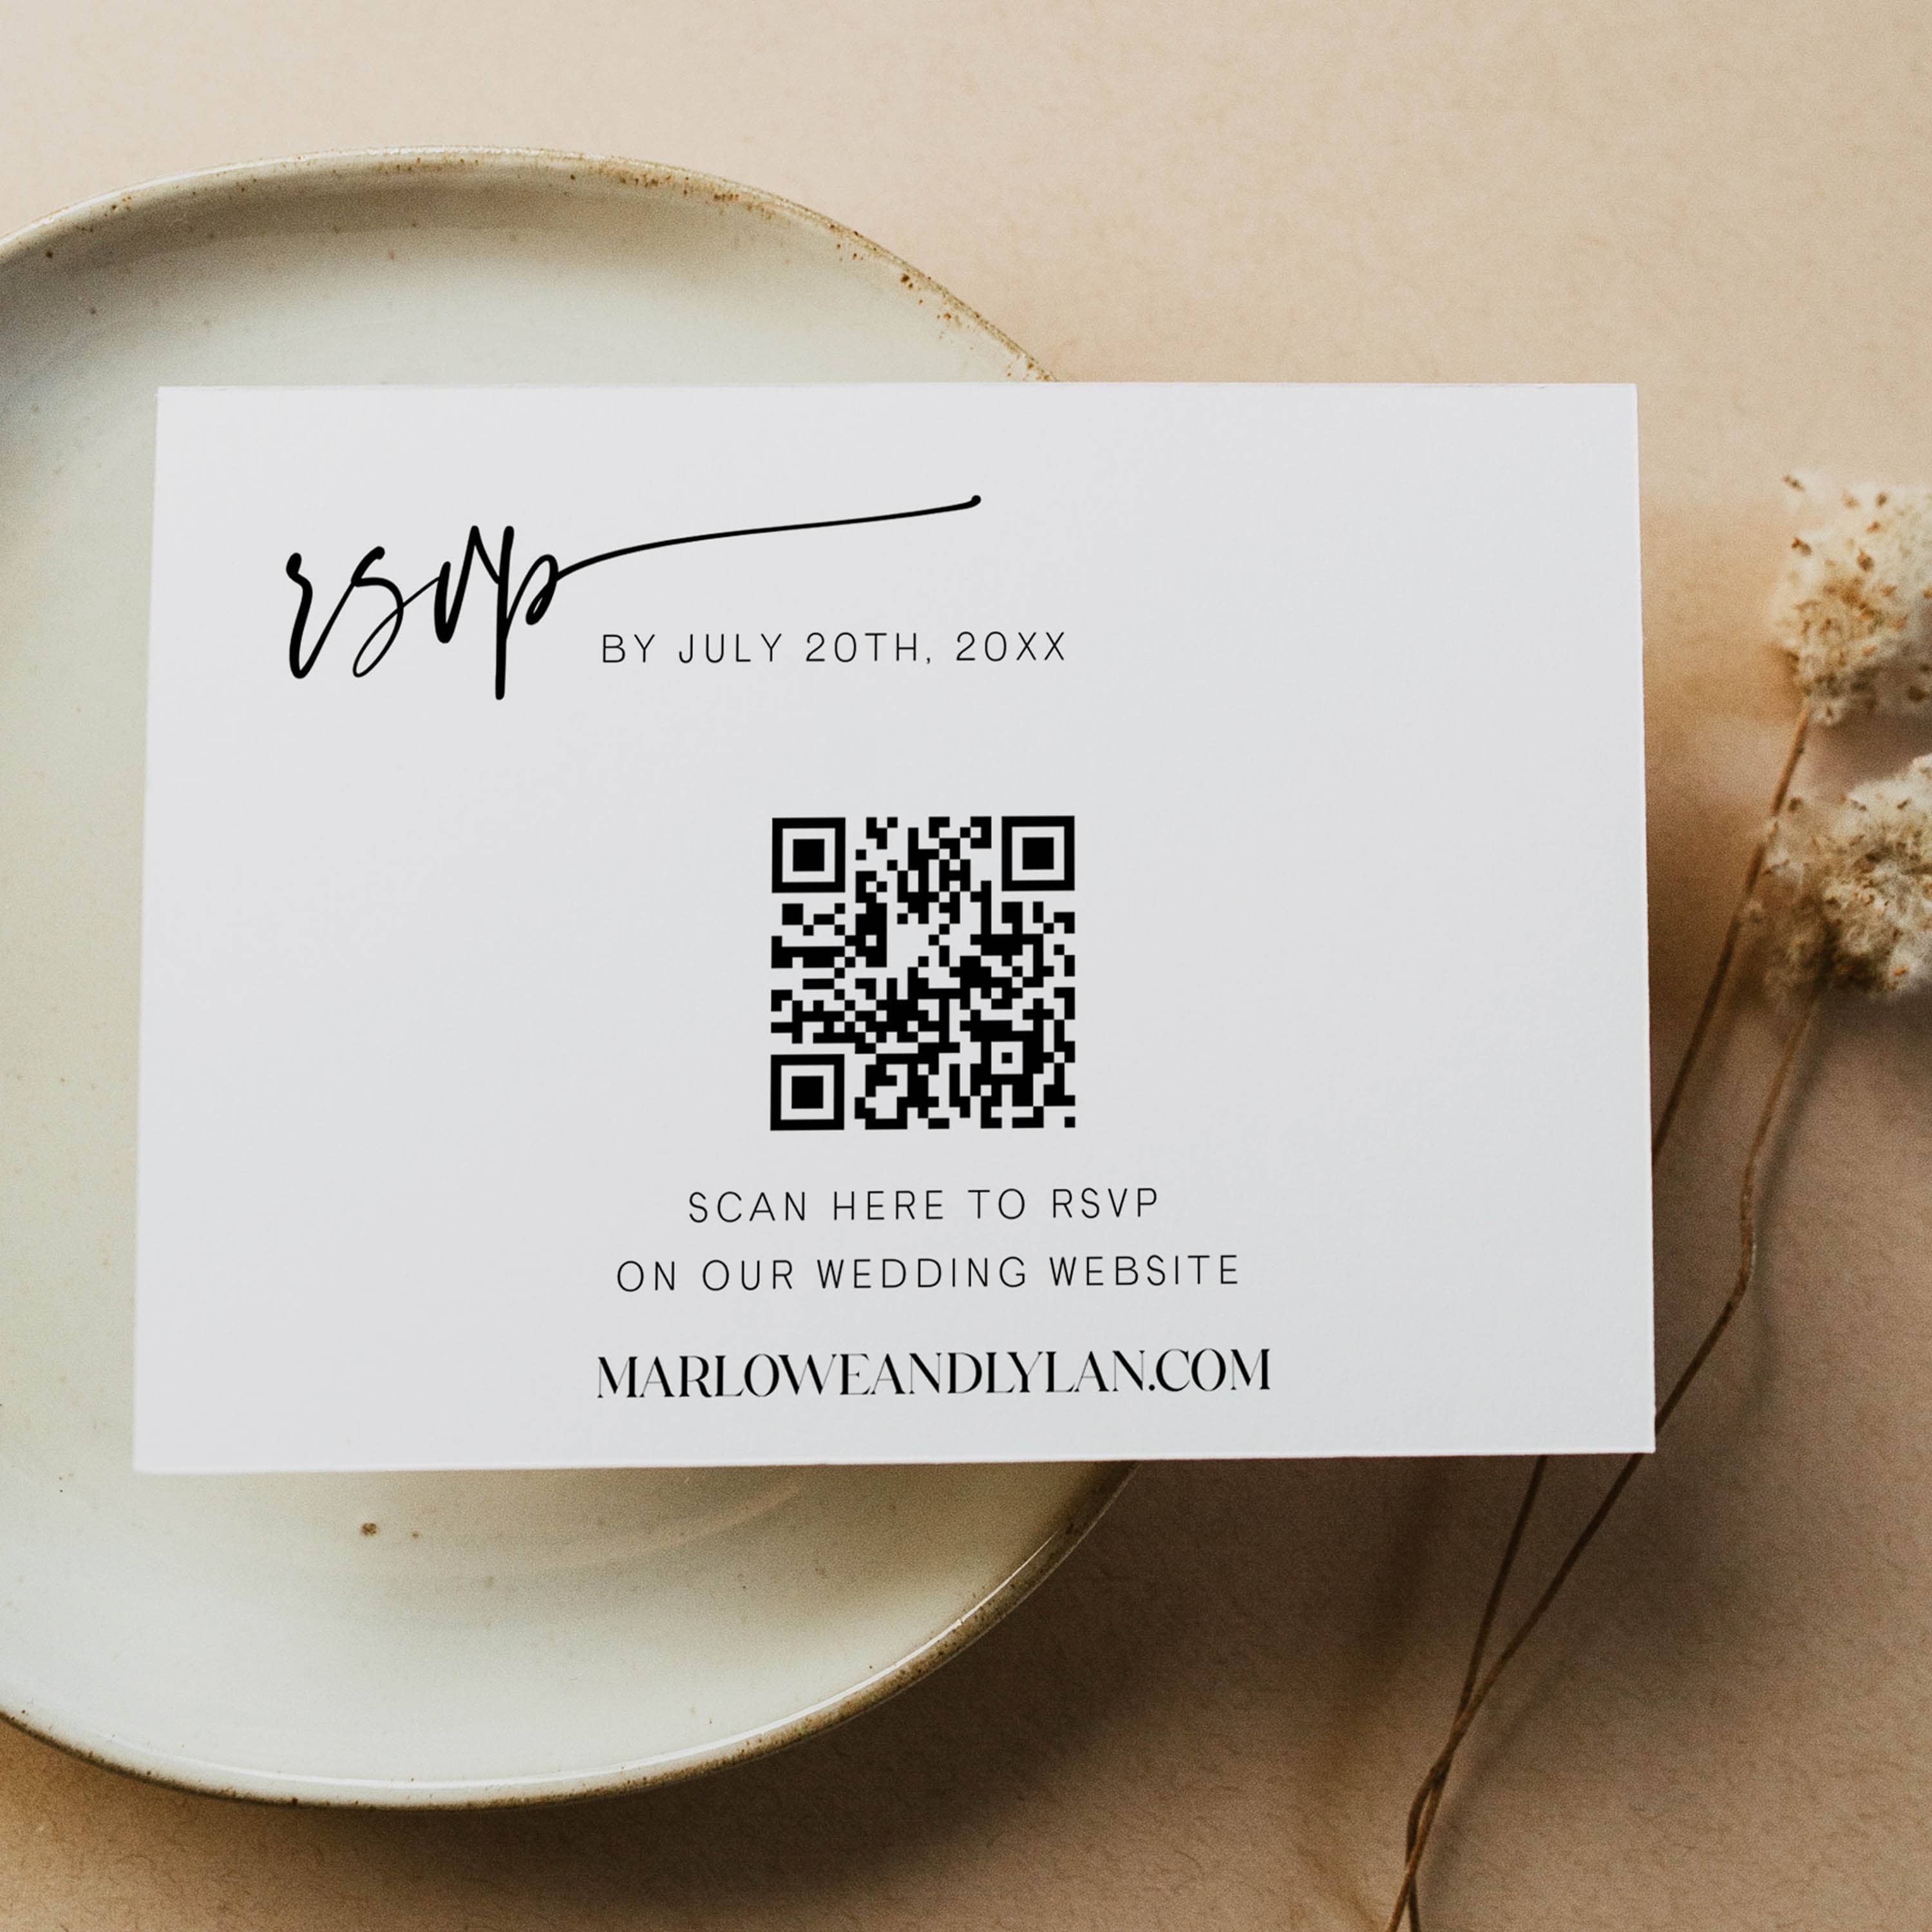 rsvp
BY JULY 20TH, 20XX
SCAN HERE TO RSVP
ON OUR WEDDING WEBSITE
MARLOWEANDLYLAN.COM